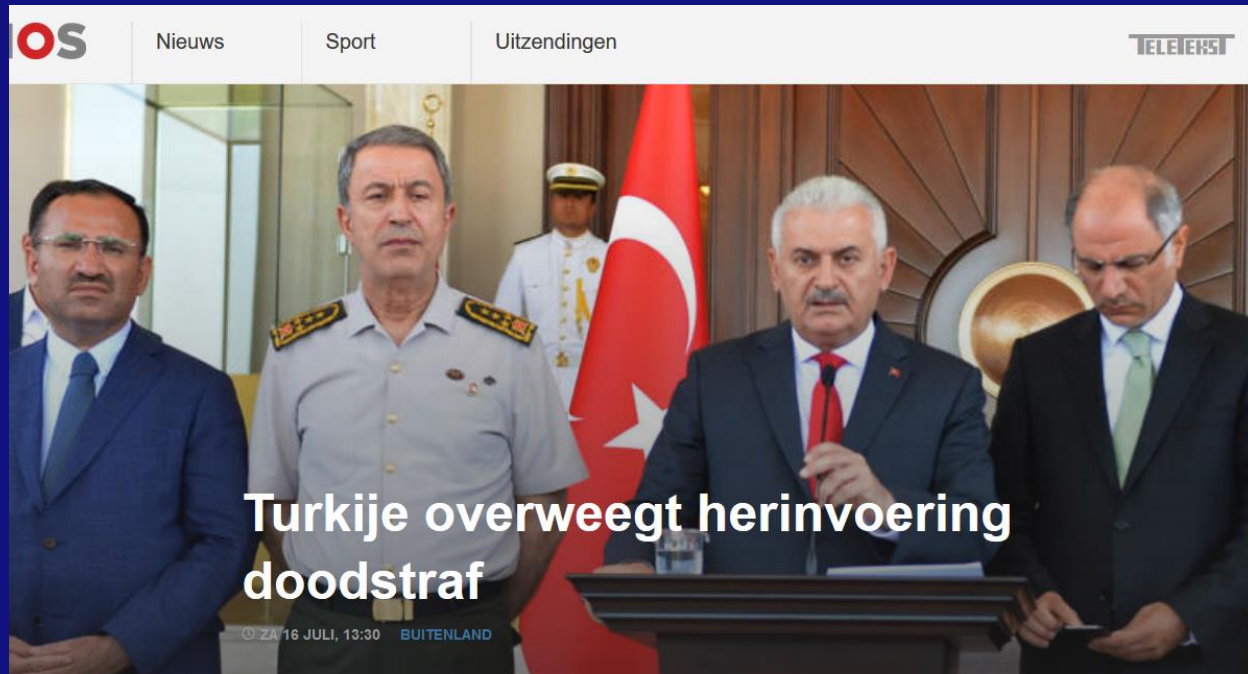 NOS
Nieuws
Sport
Uitzendingen
TELETEKST
Turkije overweegt herinvoering
doodstraf
ZA 16 JULI, 13:30 BUITENLAND